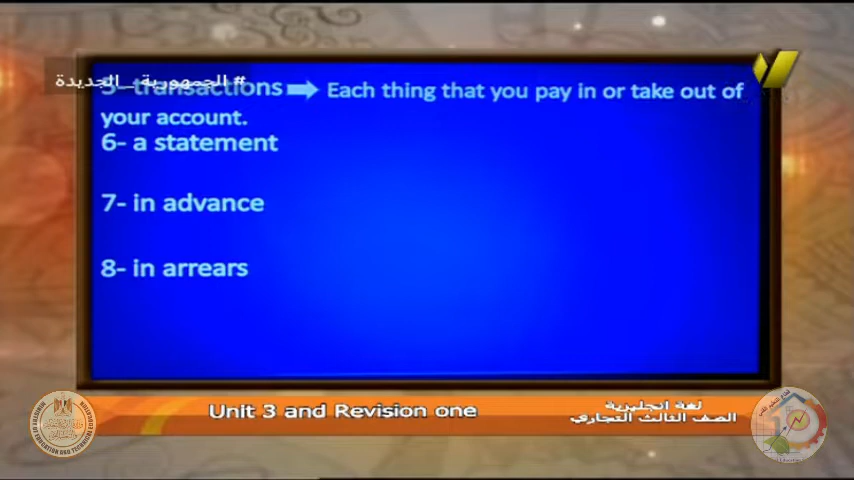 # الجمهورية_الجديدة
5- transactions ➡ Each thing that you pay in or take out of
your account.
6- a statement
7- in advance
8- in arrears
Unit 3 and Revision one
لغة انجليزية
الصف الثالث التجاري